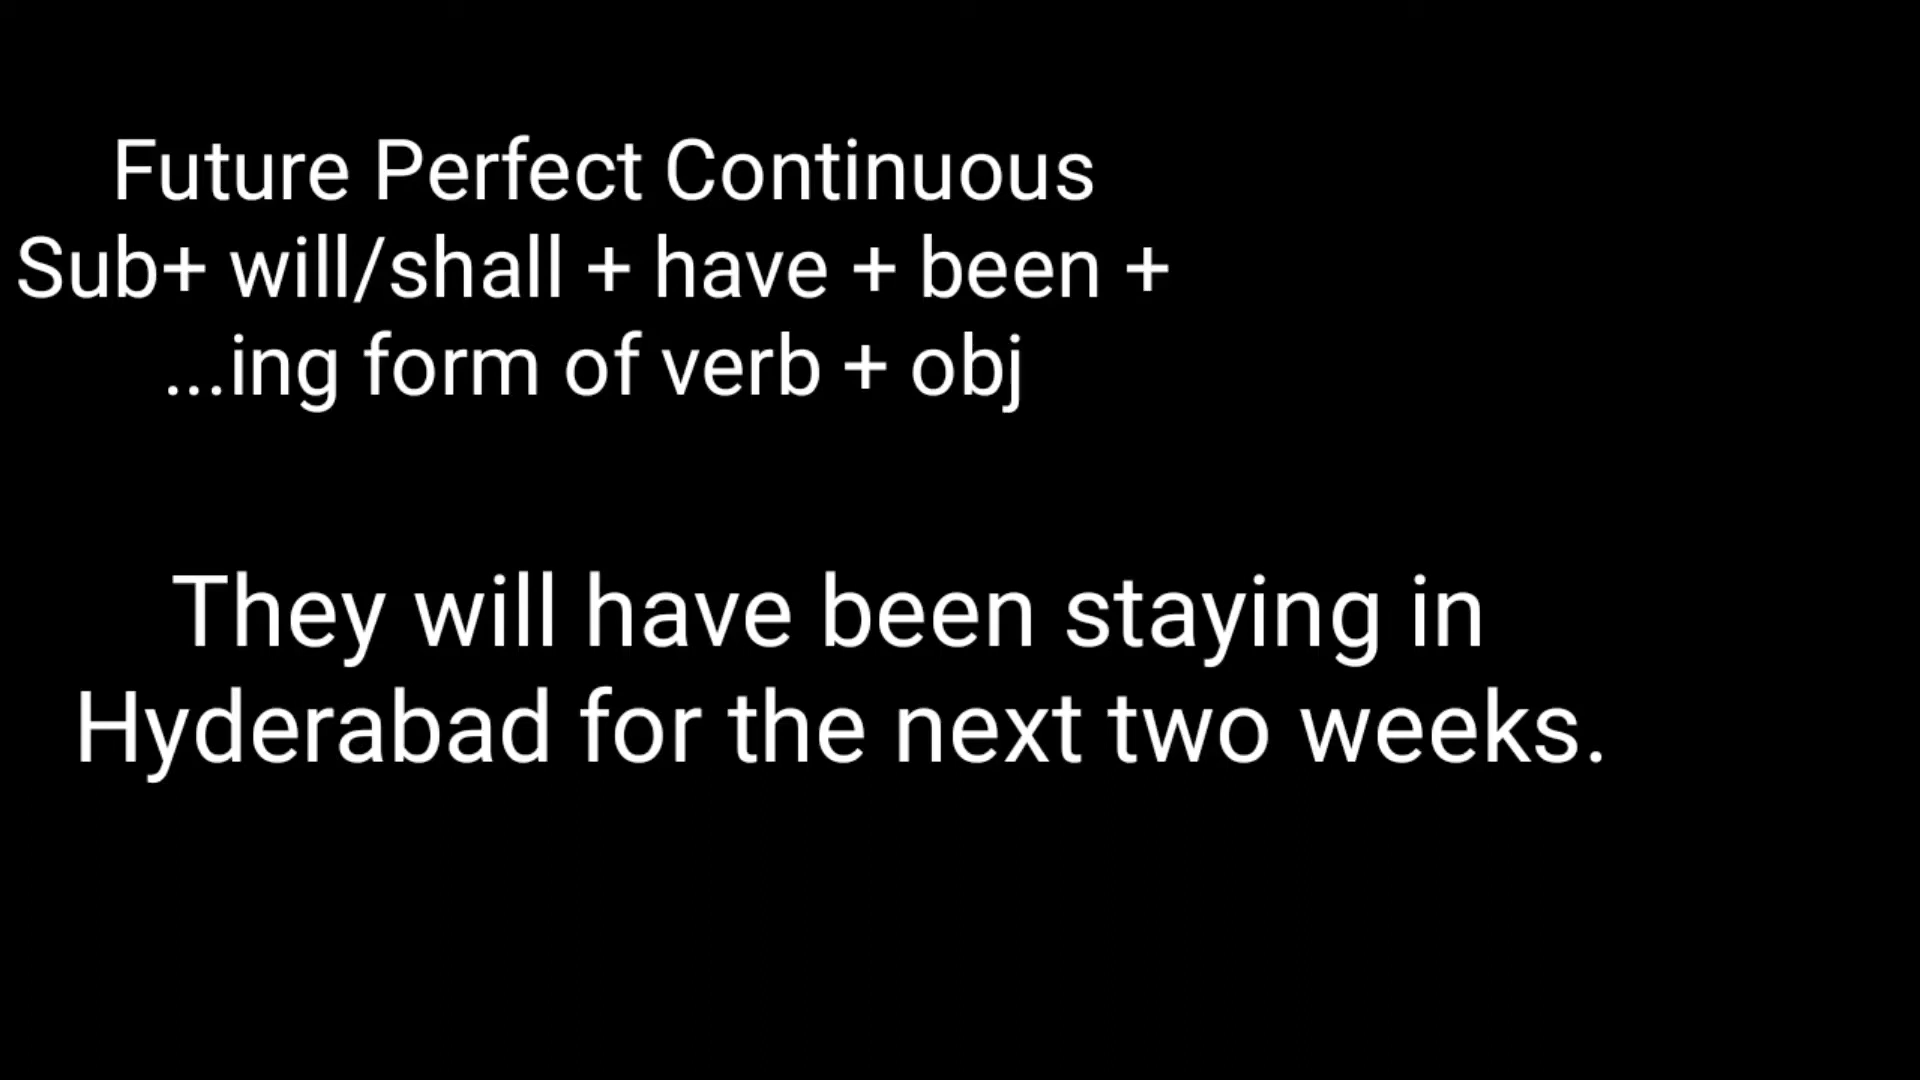 Future Perfect Continuous
Sub+ will/shall + have + been +
...ing form of verb + obj
They will have been staying in
Hyderabad for the next two weeks.